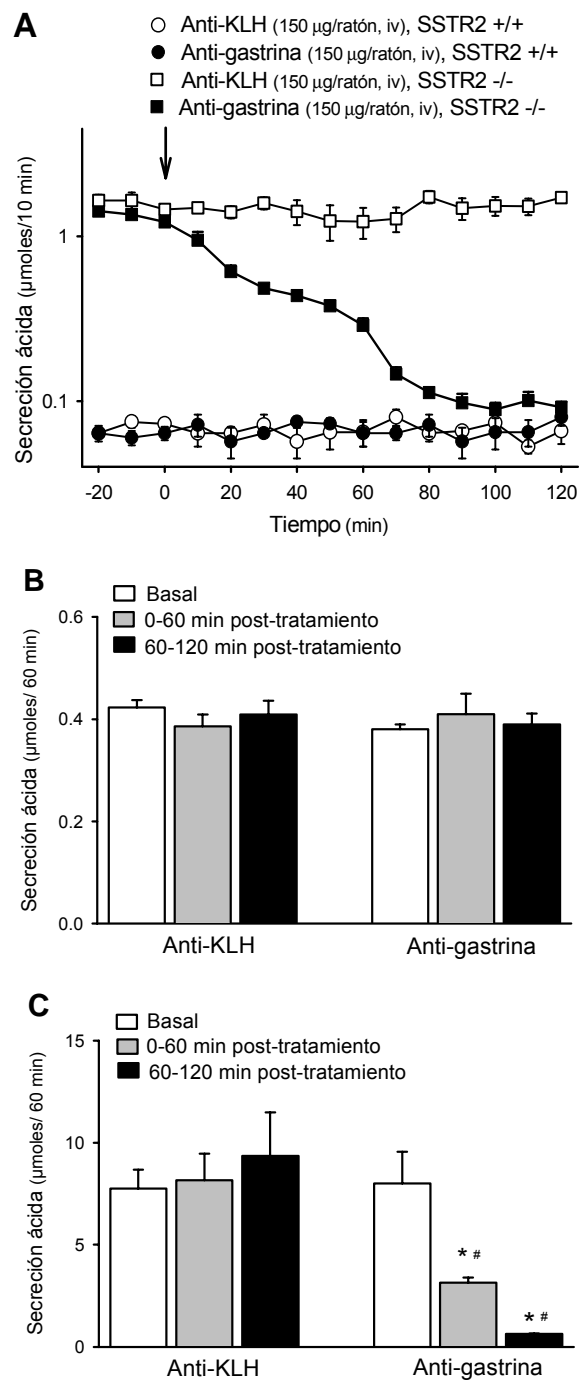 A
Anti-KLH (150 µg/ratón, iv), SSTR2 +/+
Anti-gastrina (150 µg/ratón, iv), SSTR2 +/+
Anti-KLH (150 µg/ratón, iv), SSTR2 -/-
Anti-gastrina (150 µg/ratón, iv), SSTR2 -/-
Secreción ácida (µmoles/10 min)
1
0.1
-20 0 20 40 60 80 100 120
Tiempo (min)
B
Basal
0-60 min post-tratamiento
60-120 min post-tratamiento
Secreción ácida (µmoles/ 60 min)
0.6
0.4
0.2
0.0
Anti-KLH Anti-gastrina
C
Basal
0-60 min post-tratamiento
60-120 min post-tratamiento
Secreción ácida (µmoles/ 60 min)
15
10
5
0
* #
* #
Anti-KLH Anti-gastrina